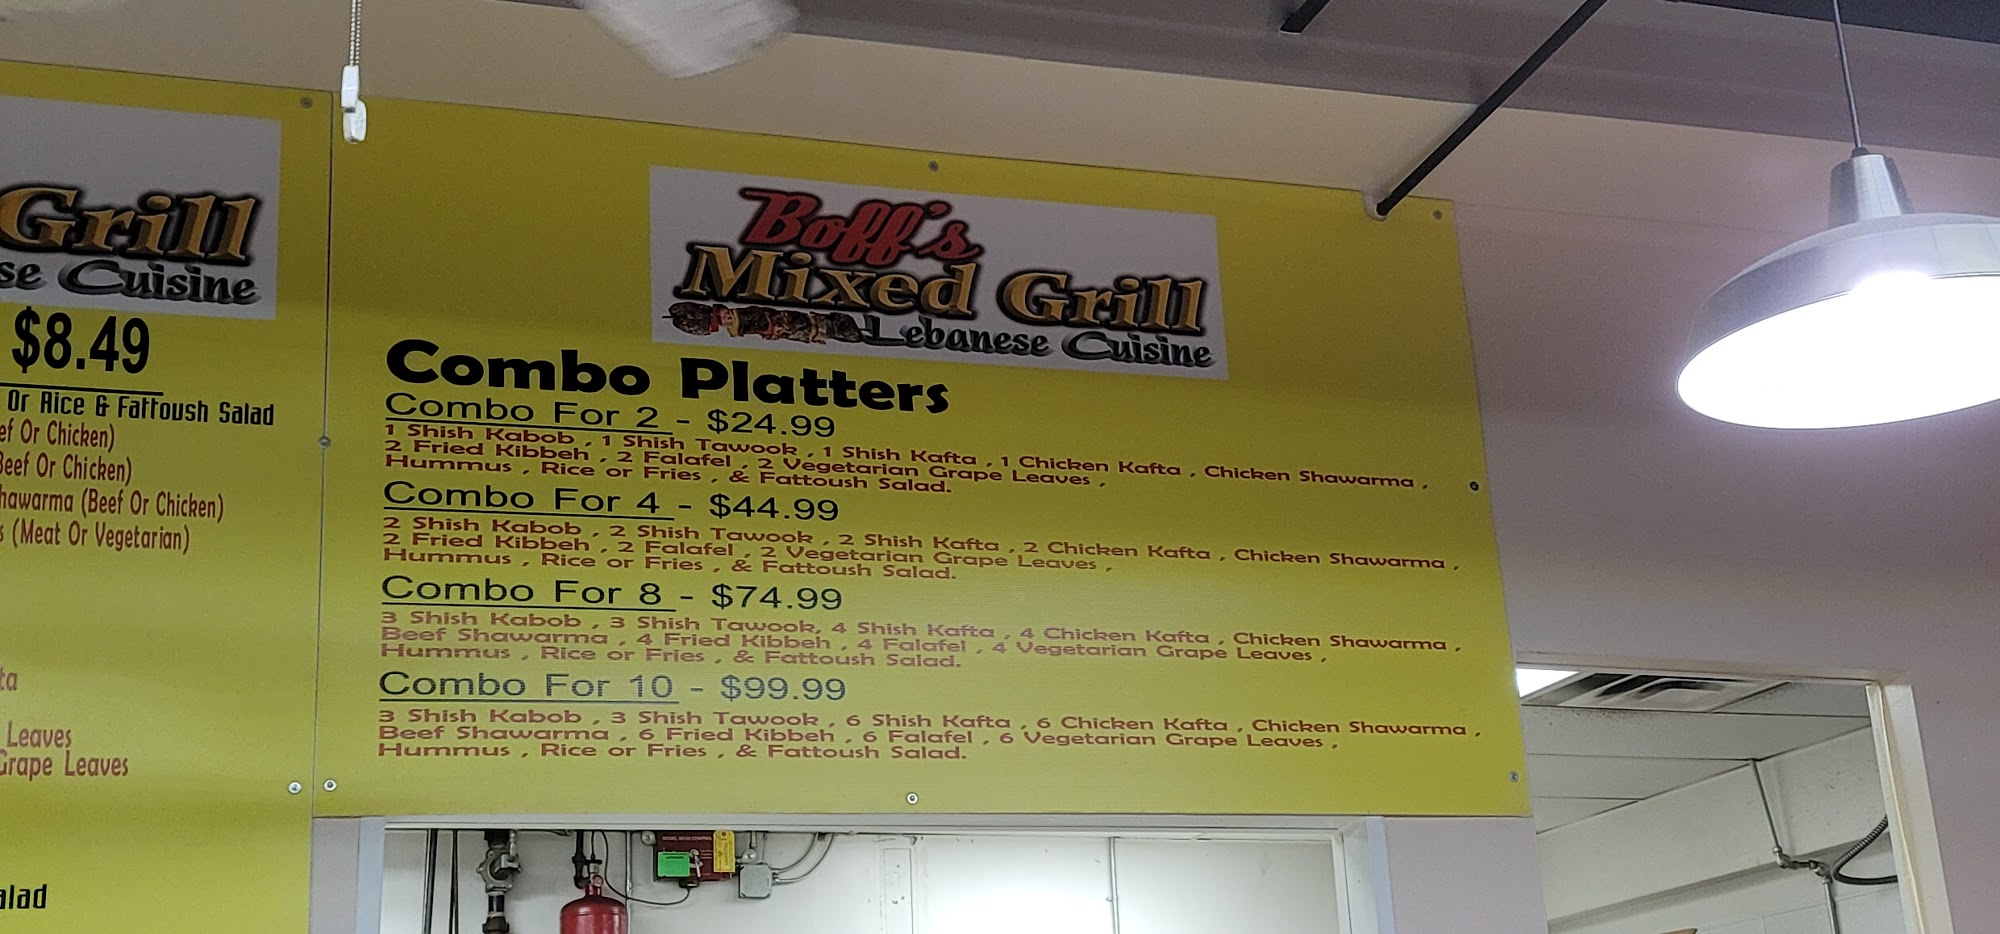 Grill
Cuisine
$8.49
Or Rice & Fattoush Salad
Or Chicken)
Beef Or Chicken)
(Beef Or Chicken)
(Meat Or Vegetarian)
Leaves
Grape Leaves
Boff's
Mixed Grill
Lebanese Cuisine
Combo Platters
Combo For 2 - $24.99
1 Shish Kabob , 1 Shish Tawook , 1 Shish Kafta , 1 Chicken Kafta , Chicken Shawarma ,
2 Fried Kibbeh , 2 Falafel , 2 Vegetarian Grape Leaves ,
Hummus , Rice or Fries , & Fattoush Salad.
Combo For 4 - $44.99
2 Shish Kabob , 2 Shish Tawook , 2 Shish Kafta , 2 Chicken Kafta , Chicken Shawarma ,
2 Fried Kibbeh , 2 Falafel , 2 Vegetarian Grape Leaves ,
Hummus , Rice or Fries , & Fattoush Salad.
Combo For 8 - $74.99
3 Shish Kabob , 3 Shish Tawook, 4 Shish Kafta , 4 Chicken Kafta , Chicken Shawarma ,
Beef Shawarma , 4 Fried Kibbeh , 4 Falafel , 4 Vegetarian Grape Leaves ,
Hummus , Rice or Fries , & Fattoush Salad.
Combo For 10 - $99.99
3 Shish Kabob , 3 Shish Tawook , 6 Shish Kafta , 6 Chicken Kafta , Chicken Shawarma ,
Beef Shawarma , 6 Fried Kibbeh , 6 Falafel , 6 Vegetarian Grape Leaves ,
Hummus , Rice or Fries , & Fattoush Salad.